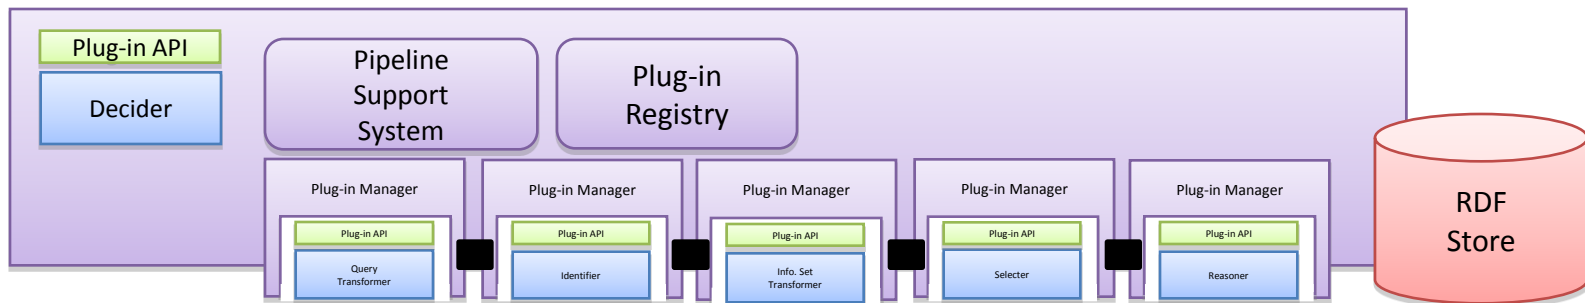 Plug-in API
Decider
Pipeline
Support
System
Plug-in
Registry
Plug-in Manager
Plug-in API
Query
Transformer
Plug-in Manager
Plug-in API
Identifier
Plug-in Manager
Plug-in API
Info. Set
Transformer
Plug-in Manager
Plug-in API
Selecter
Plug-in Manager
Plug-in API
Reasoner
RDF
Store